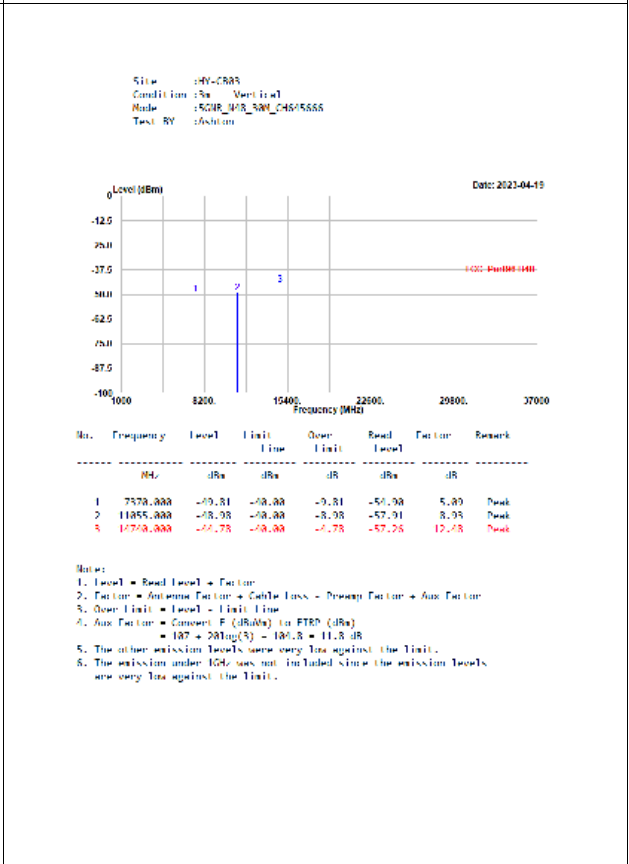 Site :HY-CB03
Condition :3m Vertical
Mode :5GNR_N48_30M_CH645666
Test BY :Ashton
Level (dBm)
Date: 2023-04-19
0
-12.5
-25.0
-37.5
-50.0
-62.5
-75.0
-87.5
-100
1
2
3
1000
8200.
15400.
22600.
29800.
37000
Frequency (MHz)
No. Frequency Level Limit Over Read Factor Remark
Line Limit Level
------ ----------- -------- --------- -------- --------- -------- ---------
MHz dBm dBm dB dBm dB
1 7370.000 -49.81 -40.00 -9.81 -54.90 5.09 Peak
2 11055.000 -48.98 -40.00 -8.98 -57.91 8.93 Peak
3 14740.000 -44.78 -40.00 -4.78 -57.26 12.48 Peak
Note:
1. Level = Read Level + Factor
2. Factor = Antenna Factor + Cable Loss - Preamp Factor + Aux Factor
3. Over Limit = Level - Limit Line
4. Aux Factor = Convert E (dBuVm) to EIRP (dBm)
= 107 + 20log(3) - 104.8 = 11.8 dB
5. The other emission levels were very low against the limit.
6. The emission under 1GHz was not included since the emission levels
are very low against the limit.